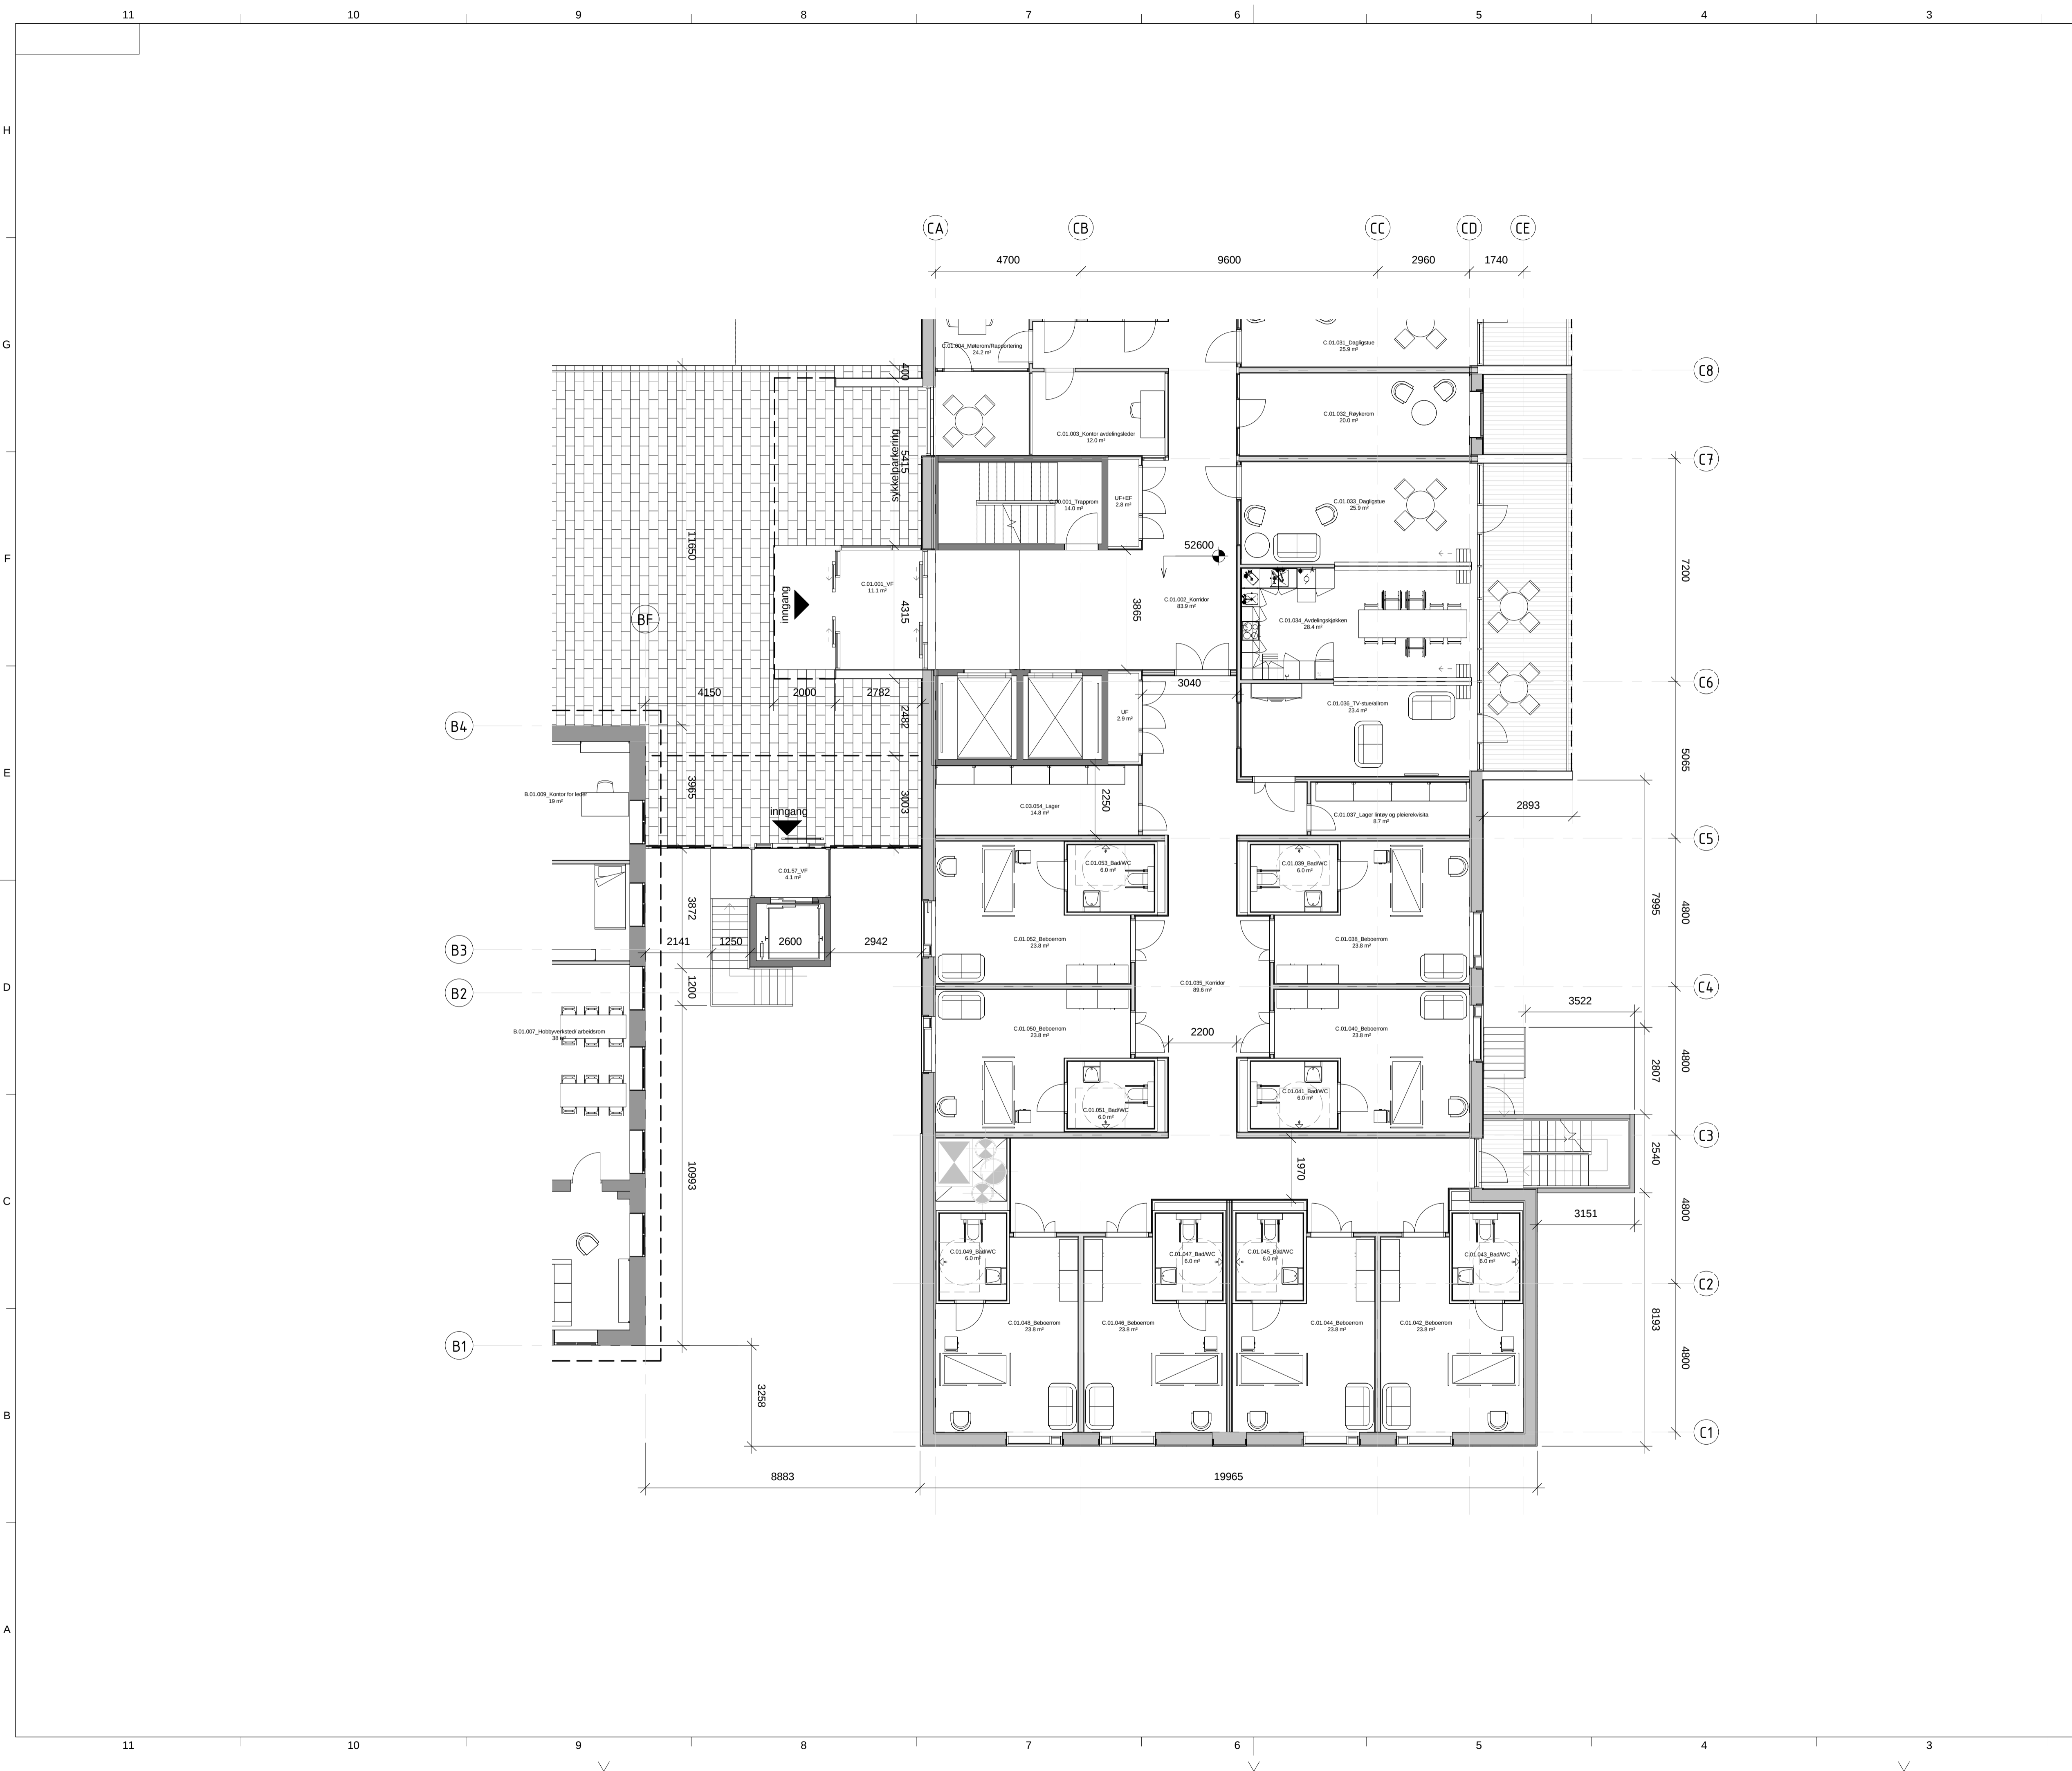 11 10 9 8 7 6 5 4 3
H
G
F
E
D
C
B
A
CA CB CC CD CE
4700 9600 2960 1740
C.01.004_Møterom/Rapportering
24.2 m²
C.01.031_Dagligstue
25.9 m²
400
C8
C.01.032_Røykerom
20.0 m²
C.01.003_Kontor avdelingsleder
12.0 m²
5415
sykkelparkering
C7
C.00.001_Trapprom
14.0 m²
UF+EF
2.8 m²
C.01.033_Dagligstue
25.9 m²
11650
52600
7200
C.01.001_VF
11.1 m²
inngang
4315
3865
C.01.002_Korridor
83.9 m²
BF
C.01.034_Avdelingskjøkken
28.4 m²
C6
3040
4150 2000 2782
2482
C.01.036_TV-stue/allrom
23.4 m²
UF
2.9 m²
B4
5065
3965
3003
B.01.009_Kontor for leder
19 m²
inngang
C.03.054_Lager
14.8 m²
2250
C.01.037_Lager lintøy og pleierekvisita
8.7 m²
2893
C5
C.01.57_VF
4.1 m²
C.01.053_Bad/WC
6.0 m²
C.01.039_Bad/WC
6.0 m²
3872
7995
4800
2141 1250 2600 2942
C.01.052_Beboerrom
23.8 m²
C.01.038_Beboerrom
23.8 m²
B3
1200
C.01.035_Korridor
89.6 m²
C4
B2
3522
B.01.007_Hobbyverksted/ arbeidsrom
38 m²
C.01.050_Beboerrom
23.8 m²
2200
C.01.040_Beboerrom
23.8 m²
2807
4800
C.01.051_Bad/WC
6.0 m²
C.01.041_Bad/WC
6.0 m²
C3
2540
10993
1970
4800
3151
C.01.049_Bad/WC
6.0 m²
C.01.047_Bad/WC
6.0 m²
C.01.045_Bad/WC
6.0 m²
C.01.043_Bad/WC
6.0 m²
C2
8193
C.01.048_Beboerrom
23.8 m²
C.01.046_Beboerrom
23.8 m²
C.01.044_Beboerrom
23.8 m²
C.01.042_Beboerrom
23.8 m²
B1
4800
3258
C1
8883 19965
11 10 9 8 7 6 5 4 3